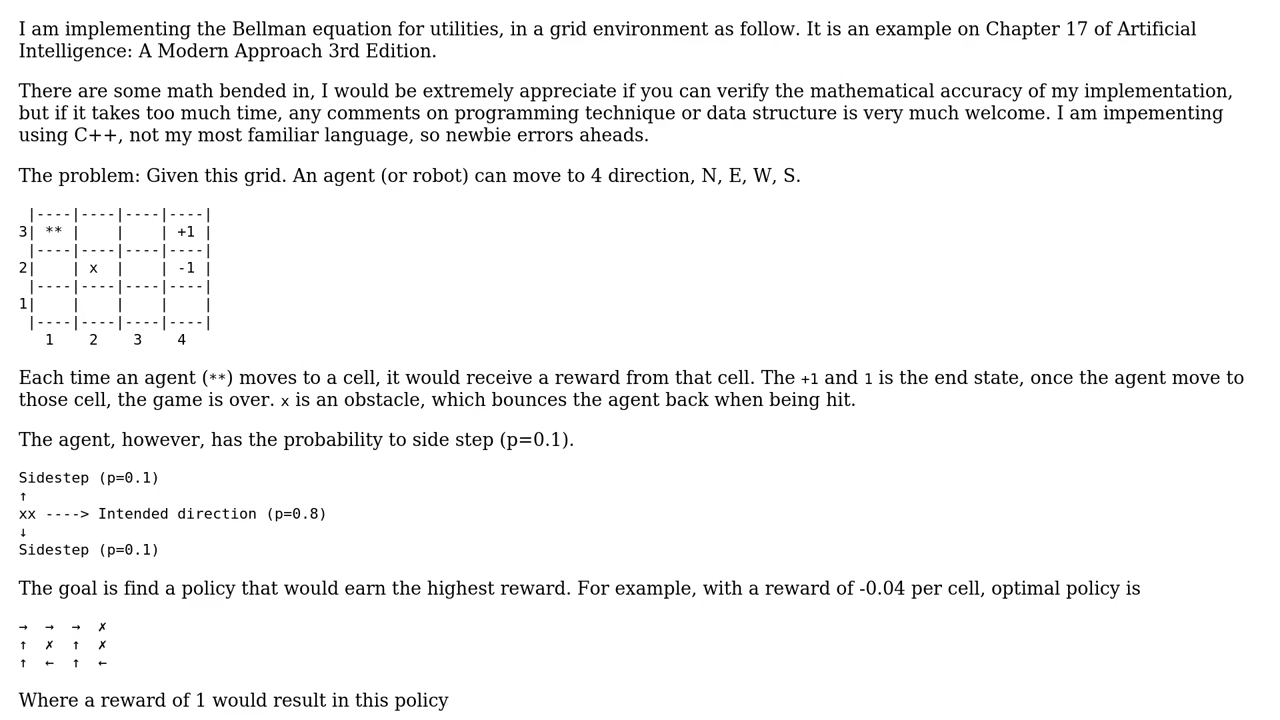 I am implementing the Bellman equation for utilities, in a grid environment as follow. It is an example on Chapter 17 of Artificial
Intelligence: A Modern Approach 3rd Edition.
There are some math bended in, I would be extremely appreciate if you can verify the mathematical accuracy of my implementation,
but if it takes too much time, any comments on programming technique or data structure is very much welcome. I am impementing
using C++, not my most familiar language, so newbie errors aheads.
The problem: Given this grid. An agent (or robot) can move to 4 direction, N, E, W, S.
 |----|----|----|----|
3| ** |    |    | +1 |
 |----|----|----|----|
2|    | x  |    | -1 |
 |----|----|----|----|
1|    |    |    |    |
 |----|----|----|----|
   1    2    3    4
Each time an agent (**) moves to a cell, it would receive a reward from that cell. The +1 and 1 is the end state, once the agent move to
those cell, the game is over. x is an obstacle, which bounces the agent back when being hit.
The agent, however, has the probability to side step (p=0.1).
Sidestep (p=0.1)
↑
xx ----> Intended direction (p=0.8)
↓
Sidestep (p=0.1)
The goal is find a policy that would earn the highest reward. For example, with a reward of -0.04 per cell, optimal policy is
→  →  →  ✗
↑  ✗  ↑  ✗
↑  ←  ↑  ←
Where a reward of 1 would result in this policy